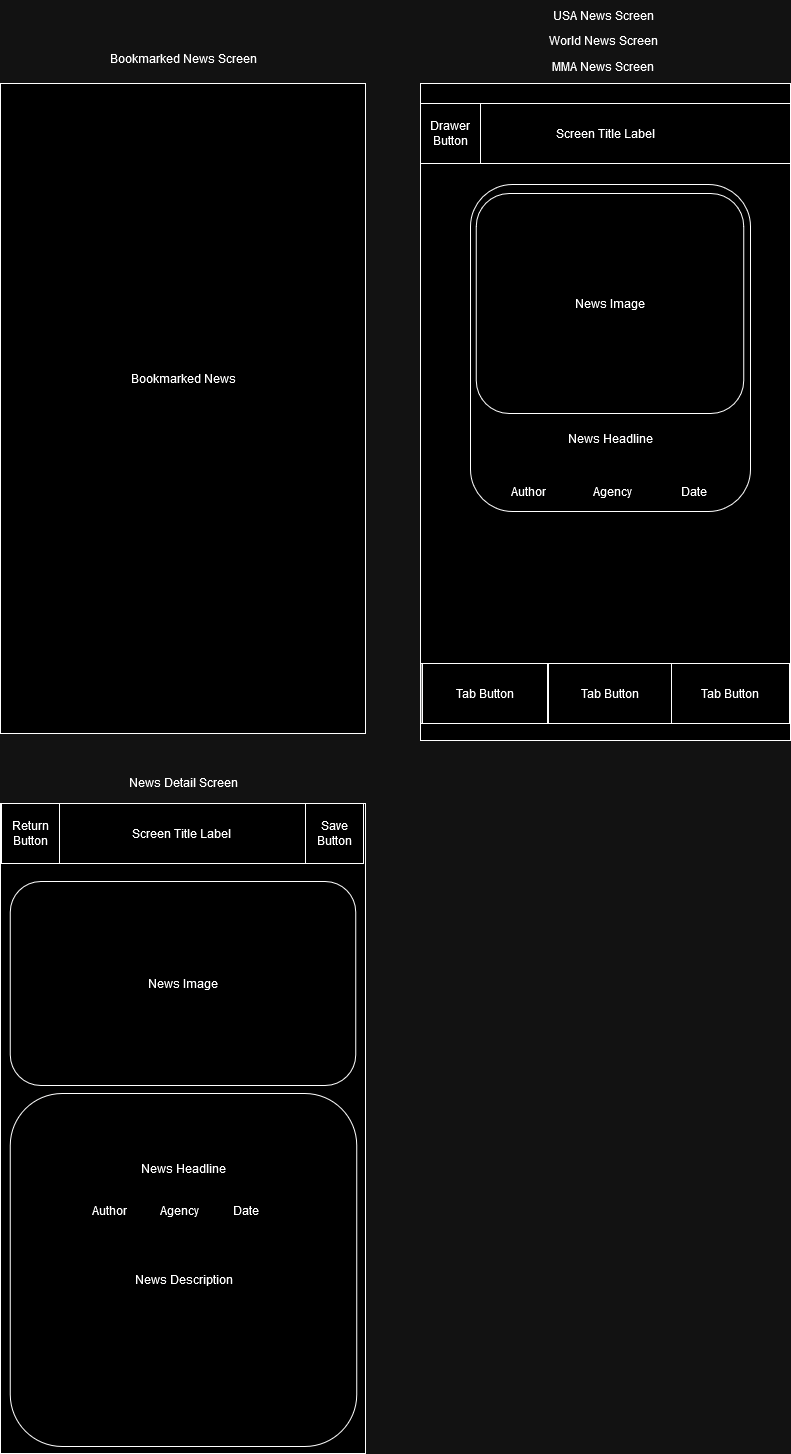 USA News Screen
World News Screen
MMA News Screen
Bookmarked News Screen
Bookmarked News
Drawer
Button
Screen Title Label
News Image
News Headline
Author
Agency
Date
Tab Button
Tab Button
Tab Button
News Detail Screen
Return
Button
Screen Title Label
Save
Button
News Image
News Headline
Author
Agency
Date
News Description